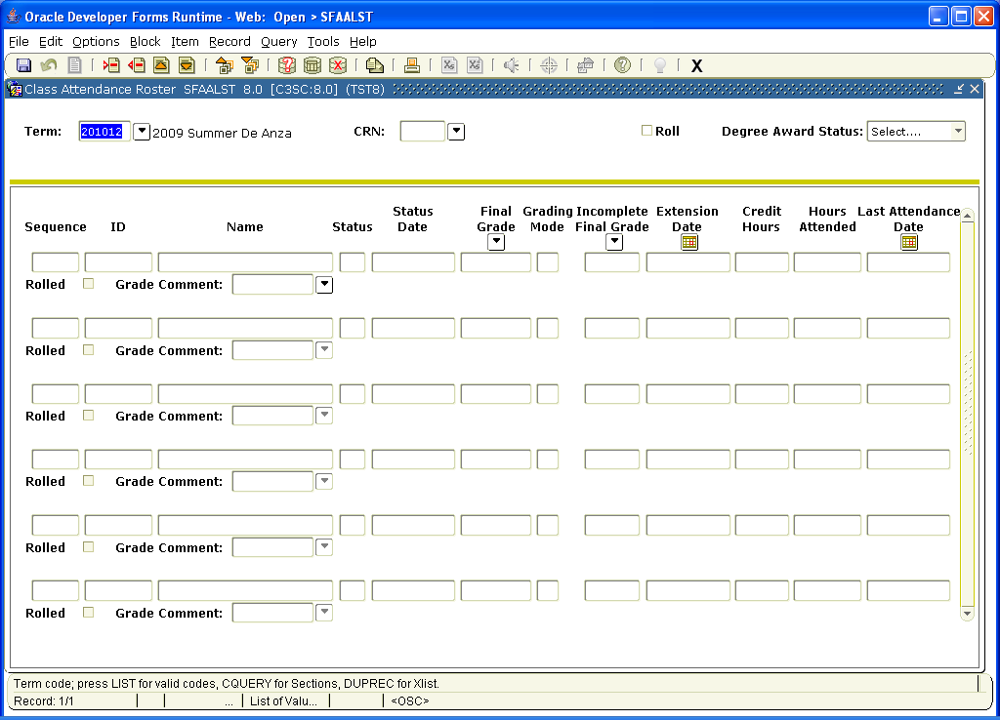 Oracle Developer Forms Runtime - Web: Open > SFAALST
File Edit Options Block Item Record Query Tools Help
X
Class Attendance Roster SFAALST 8.0 [C3SC:8.0] (TST8)
Term: 201012 2009 Summer De Anza CRN: Roll Degree Award Status: Select....
Status Final Grading Incomplete Extension Credit Hours Last Attendance
Sequence ID Name Status Date Grade Mode Final Grade Date Hours Attended Date
Rolled Grade Comment:
Rolled Grade Comment:
Rolled Grade Comment:
Rolled Grade Comment:
Rolled Grade Comment:
Rolled Grade Comment:
Term code; press LIST for valid codes, CQUERY for Sections, DUPREC for Xlist.
Record: 1/1 ... List of Valu... <OSC>